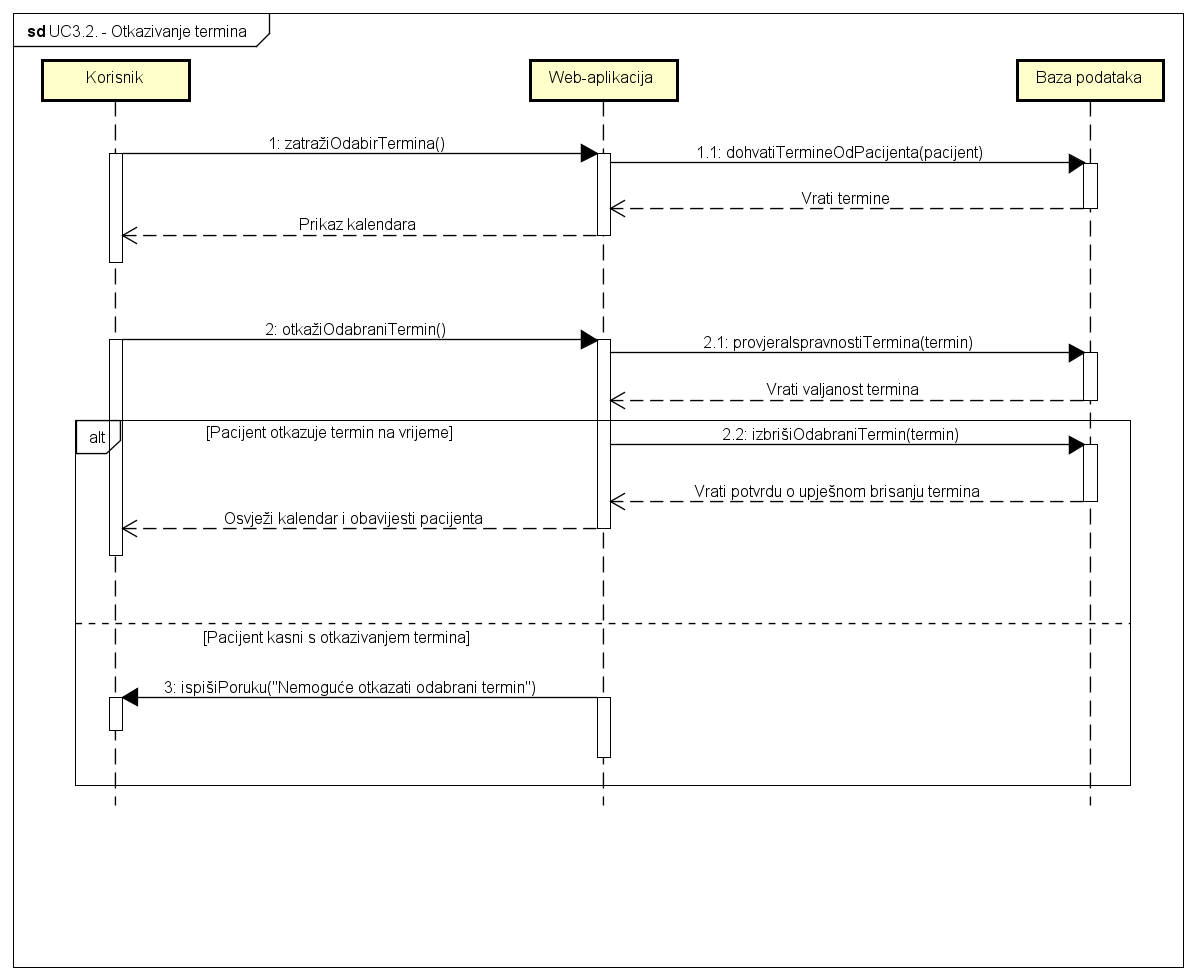 sd UC3.2. - Otkazivanje termina
Korisnik
Web-aplikacija
Baza podataka
1: zatražiOdabirTermina()
1.1: dohvatiTermineOdPacijenta(pacijent)
Vrati termine
Prikaz kalendara
2: otkažiOdabraniTermin()
2.1: provjeraIspravnostiTermina(termin)
Vrati valjanost termina
alt
[Pacijent otkazuje termin na vrijeme]
2.2: izbrišiOdabraniTermin(termin)
Vrati potvrdu o upješnom brisanju termina
Osvježi kalendar i obavijesti pacijenta
[Pacijent kasni s otkazivanjem termina]
3: ispišiPoruku("Nemoguće otkazati odabrani termin")